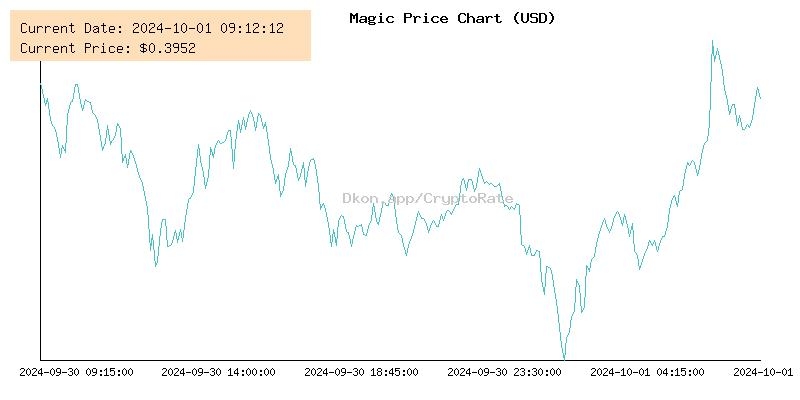 Magic Price Chart (USD)
Current Date: 2024-10-01 09:12:12
Current Price: $0.3952
Dkon.App/CryptoRate
2024-09-30 09:15:00 2024-09-30 14:00:00 2024-09-30 18:45:00 2024-09-30 23:30:00 2024-10-01 04:15:00 2024-10-01